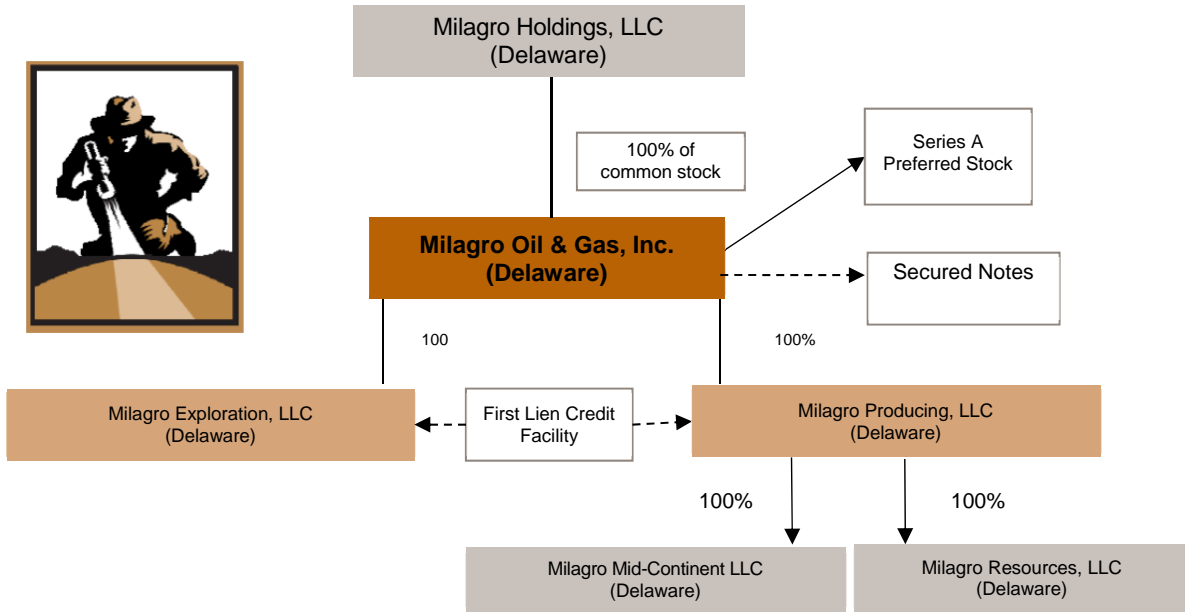 Milagro Holdings, LLC
(Delaware)
100% of
common stock
Series A
Preferred Stock
Milagro Oil & Gas, Inc.
(Delaware)
Secured Notes
100
100%
Milagro Exploration, LLC
(Delaware)
First Lien Credit
Facility
Milagro Producing, LLC
(Delaware)
100%
100%
Milagro Mid-Continent LLC
(Delaware)
Milagro Resources, LLC
(Delaware)